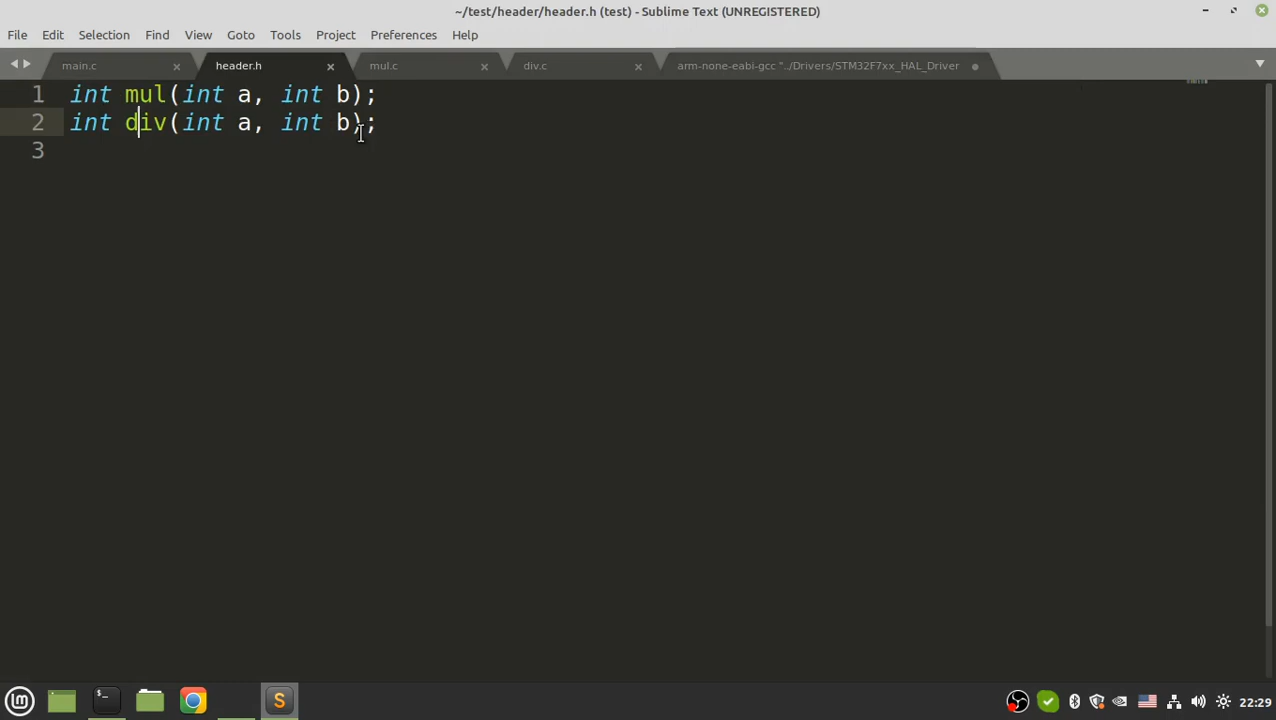 ~/test/header/header.h (test) - Sublime Text (UNREGISTERED)
File Edit Selection Find View Goto Tools Project Preferences Help
main.c header.h mul.c div.c arm-none-eabi-gcc "../Drivers/STM32F7xx_HAL_Driver
1 int mul(int a, int b);
2 int div(int a, int b);
3
22:29